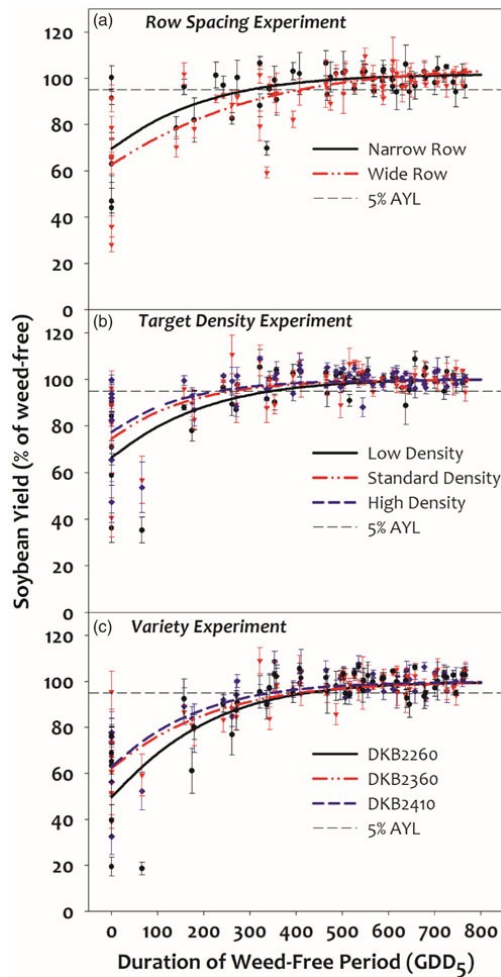 (a) Row Spacing Experiment
120
100
80
60
40
20
0
Narrow Row
Wide Row
5% AYL
(b) Target Density Experiment
120
100
80
60
40
20
0
Low Density
Standard Density
High Density
5% AYL
(c) Variety Experiment
120
100
80
60
40
20
0
DKB2260
DKB2360
DKB2410
5% AYL
Soybean Yield (% of weed-free)
0 100 200 300 400 500 600 700 800
Duration of Weed-Free Period (GDD₅)